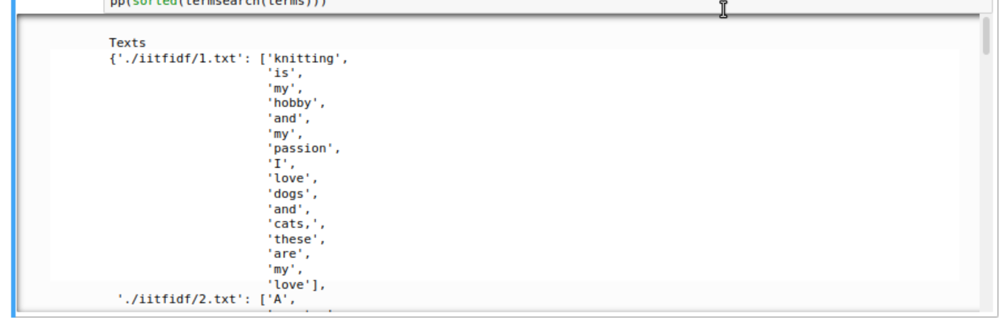 pp(sorted(termsearch(terms)))
Texts
{'./iitfidf/1.txt': ['knitting',
'is',
'my',
'hobby',
'and',
'my',
'passion',
'I',
'love',
'dogs',
'and',
'cats,',
'these',
'are',
'my',
'love'],
'./iitfidf/2.txt': ['A',